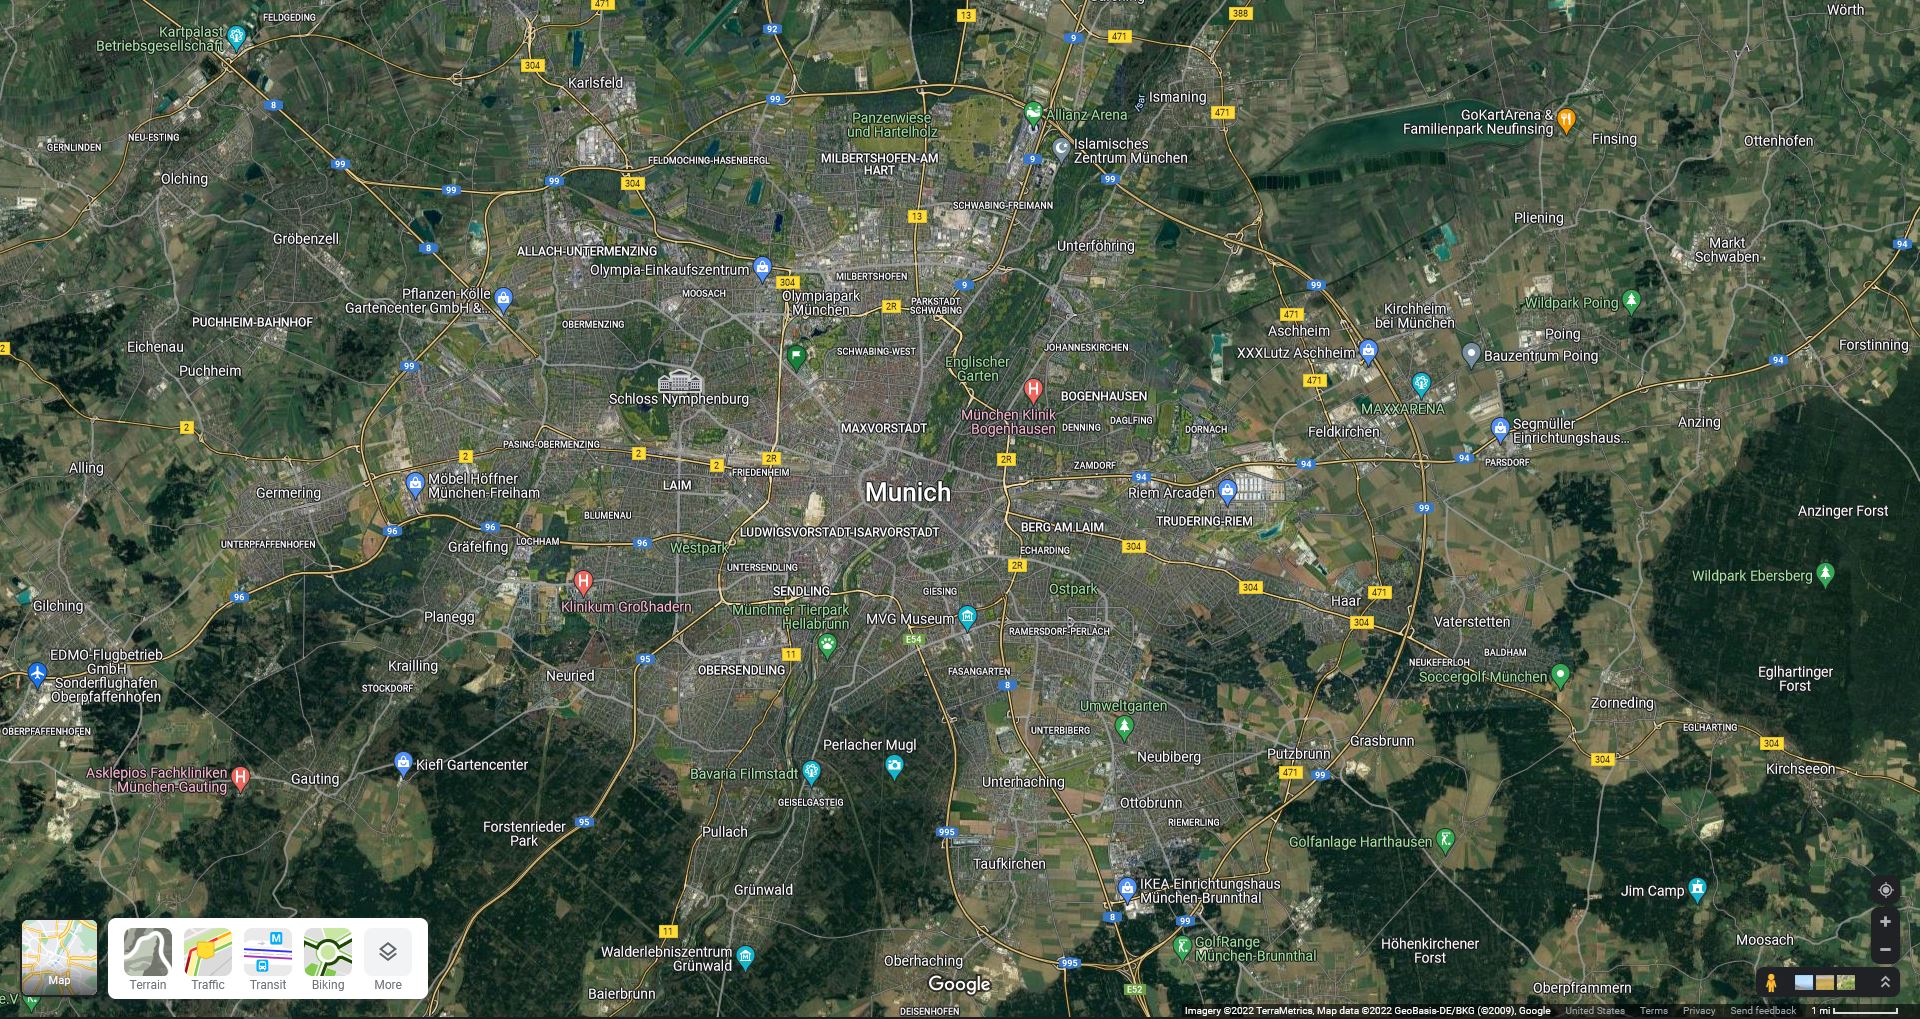 471
13
388
Wörth
FELDGEDING
Kartpalast
Betriebsgesellschaft
92
9
471
304
Karlsfeld
99
Ismaning
Isar
8
Panzerwiese
und Hartelholz
Allianz Arena
471
GoKartArena &
Familienpark Neufinsing
Finsing
Ottenhofen
NEU-ESTING
GERNLINDEN
99
FELDMOCHING-HASENBERGL
MILBERTSHOFEN-AM
HART
9
Islamisches
Zentrum München
Olching
99
99
304
99
SCHWABING-FREIMANN
13
Pliening
Gröbenzell
8
ALLACH-UNTERMENZING
Unterföhring
Markt
Schwaben
94
Olympia-Einkaufszentrum
MILBERTSHOFEN
304
9
99
Pflanzen-Kölle
Gartencenter GmbH &...
MOOSACH
Olympiapark
München
2R
PARKSTADT
SCHWABING
471
Kirchheim
bei München
Wildpark Poing
PUCHHEIM-BAHNHOF
OBERMENZING
Aschheim
Poing
2
Eichenau
SCHWABING-WEST
JOHANNESKIRCHEN
XXXLutz Aschheim
Bauzentrum Poing
94
Forstinning
99
Puchheim
Englischer
Garten
471
Schloss Nymphenburg
BOGENHAUSEN
MAXXARENA
München Klinik
Bogenhausen
DENNING
DAGLFING
DORNACH
Feldkirchen
Segmüller
Einrichtungshaus...
Anzing
2
MAXVORSTADT
PASING-OBERMENZING
2
2
2
2R
2R
FRIEDENHEIM
ZAMDORF
94
94
94
PARSDORF
Alling
Germering
Möbel Höffner
München-Freiham
LAIM
Munich
Riem Arcaden
99
Anzinger Forst
BLUMENAU
LUDWIGSVORSTADT-ISARVORSTADT
BERG AM LAIM
TRUDERING-RIEM
96
96
96
UNTERPFAFFENHOFEN
Gräfelfing
LOCHHAM
Westpark
ECHARDING
304
UNTERSENDLING
2R
Klinikum Großhadern
SENDLING
GIESING
Ostpark
304
471
Wildpark Ebersberg
96
Gilching
Planegg
Münchner Tierpark
Hellabrunn
MVG Museum
RAMERSDORF-PERLACH
Haar
304
Vaterstetten
E54
EDMO-Flugbetrieb
GmbH
Sonderflughafen
Oberpfaffenhofen
Krailling
95
11
OBERSENDLING
FASANGARTEN
8
NEUKEFERLOH
BALDHAM
Soccergolf München
Eglhartinger
Forst
STOCKDORF
Neuried
Zorneding
Umweltgarten
OBERPFAFFENHOFEN
UNTERBIBERG
EGLHARTING
304
Perlacher Mugl
Neubiberg
Putzbrunn
Grasbrunn
304
Kirchseeon
Kiefl Gartencenter
Asklepios Fachkliniken
München-Gauting
Gauting
Bavaria Filmstadt
Unterhaching
471
99
GEISELGASTEIG
Ottobrunn
95
Forstenrieder
Park
Pullach
995
RIEMERLING
Golfanlage Harthausen
Taufkirchen
Grünwald
IKEA Einrichtungshaus
München-Brunnthal
Jim Camp
8
99
11
Walderlebniszentrum
Grünwald
Oberhaching
995
GolfRange
München-Brunnthal
Höhenkirchener
Forst
Moosach
Map
Terrain
Traffic
M
Transit
Biking
More
Google
E52
Baierbrunn
DEISENHOFEN
Oberpframmern
e.V
Imagery ©2022 TerraMetrics, Map data ©2022 GeoBasis-DE/BKG (©2009), Google
United States
Terms
Privacy
Send feedback
1 mi